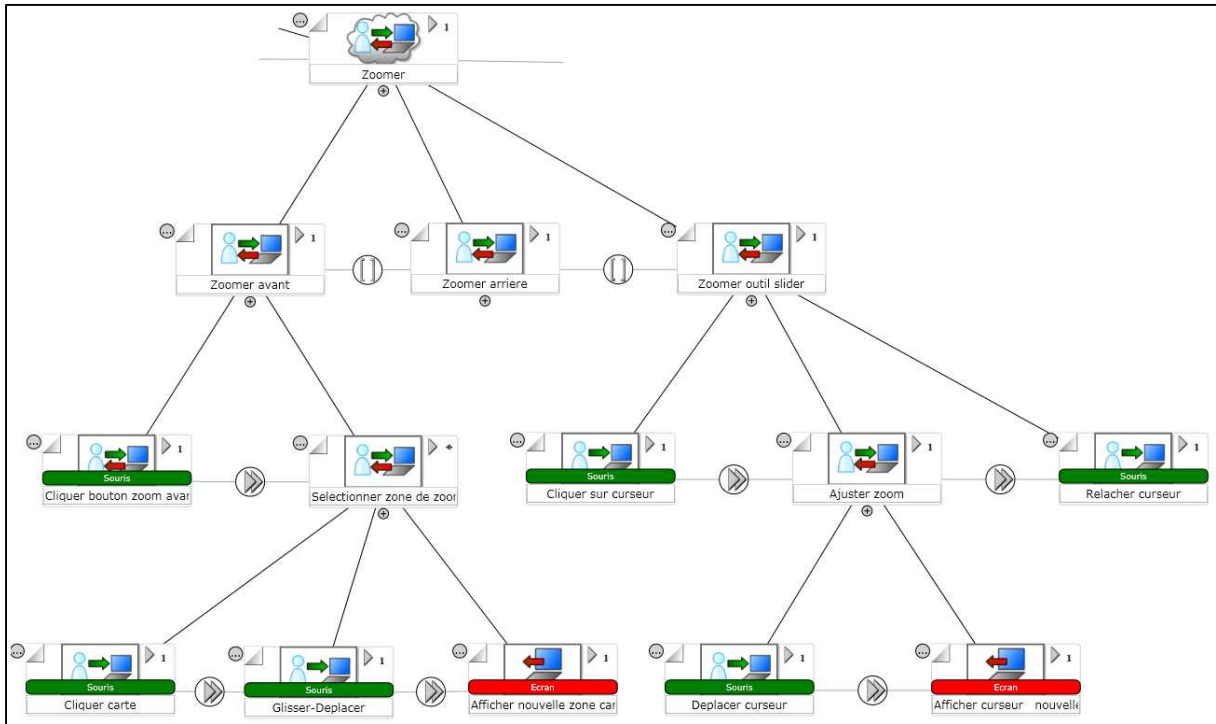 1
Zoomer
1
1
1
Zoomer avant
Zoomer arriere
Zoomer outil slider
1
*
1
1
1
Souris
Souris
Souris
Cliquer bouton zoom avar
Selectionner zone de zoor
Cliquer sur curseur
Ajuster zoom
Relacher curseur
1
1
1
1
1
Souris
Souris
Ecran
Souris
Ecran
Cliquer carte
Glisser-Deplacer
Afficher nouvelle zone car
Deplacer curseur
Afficher curseur nouvelle